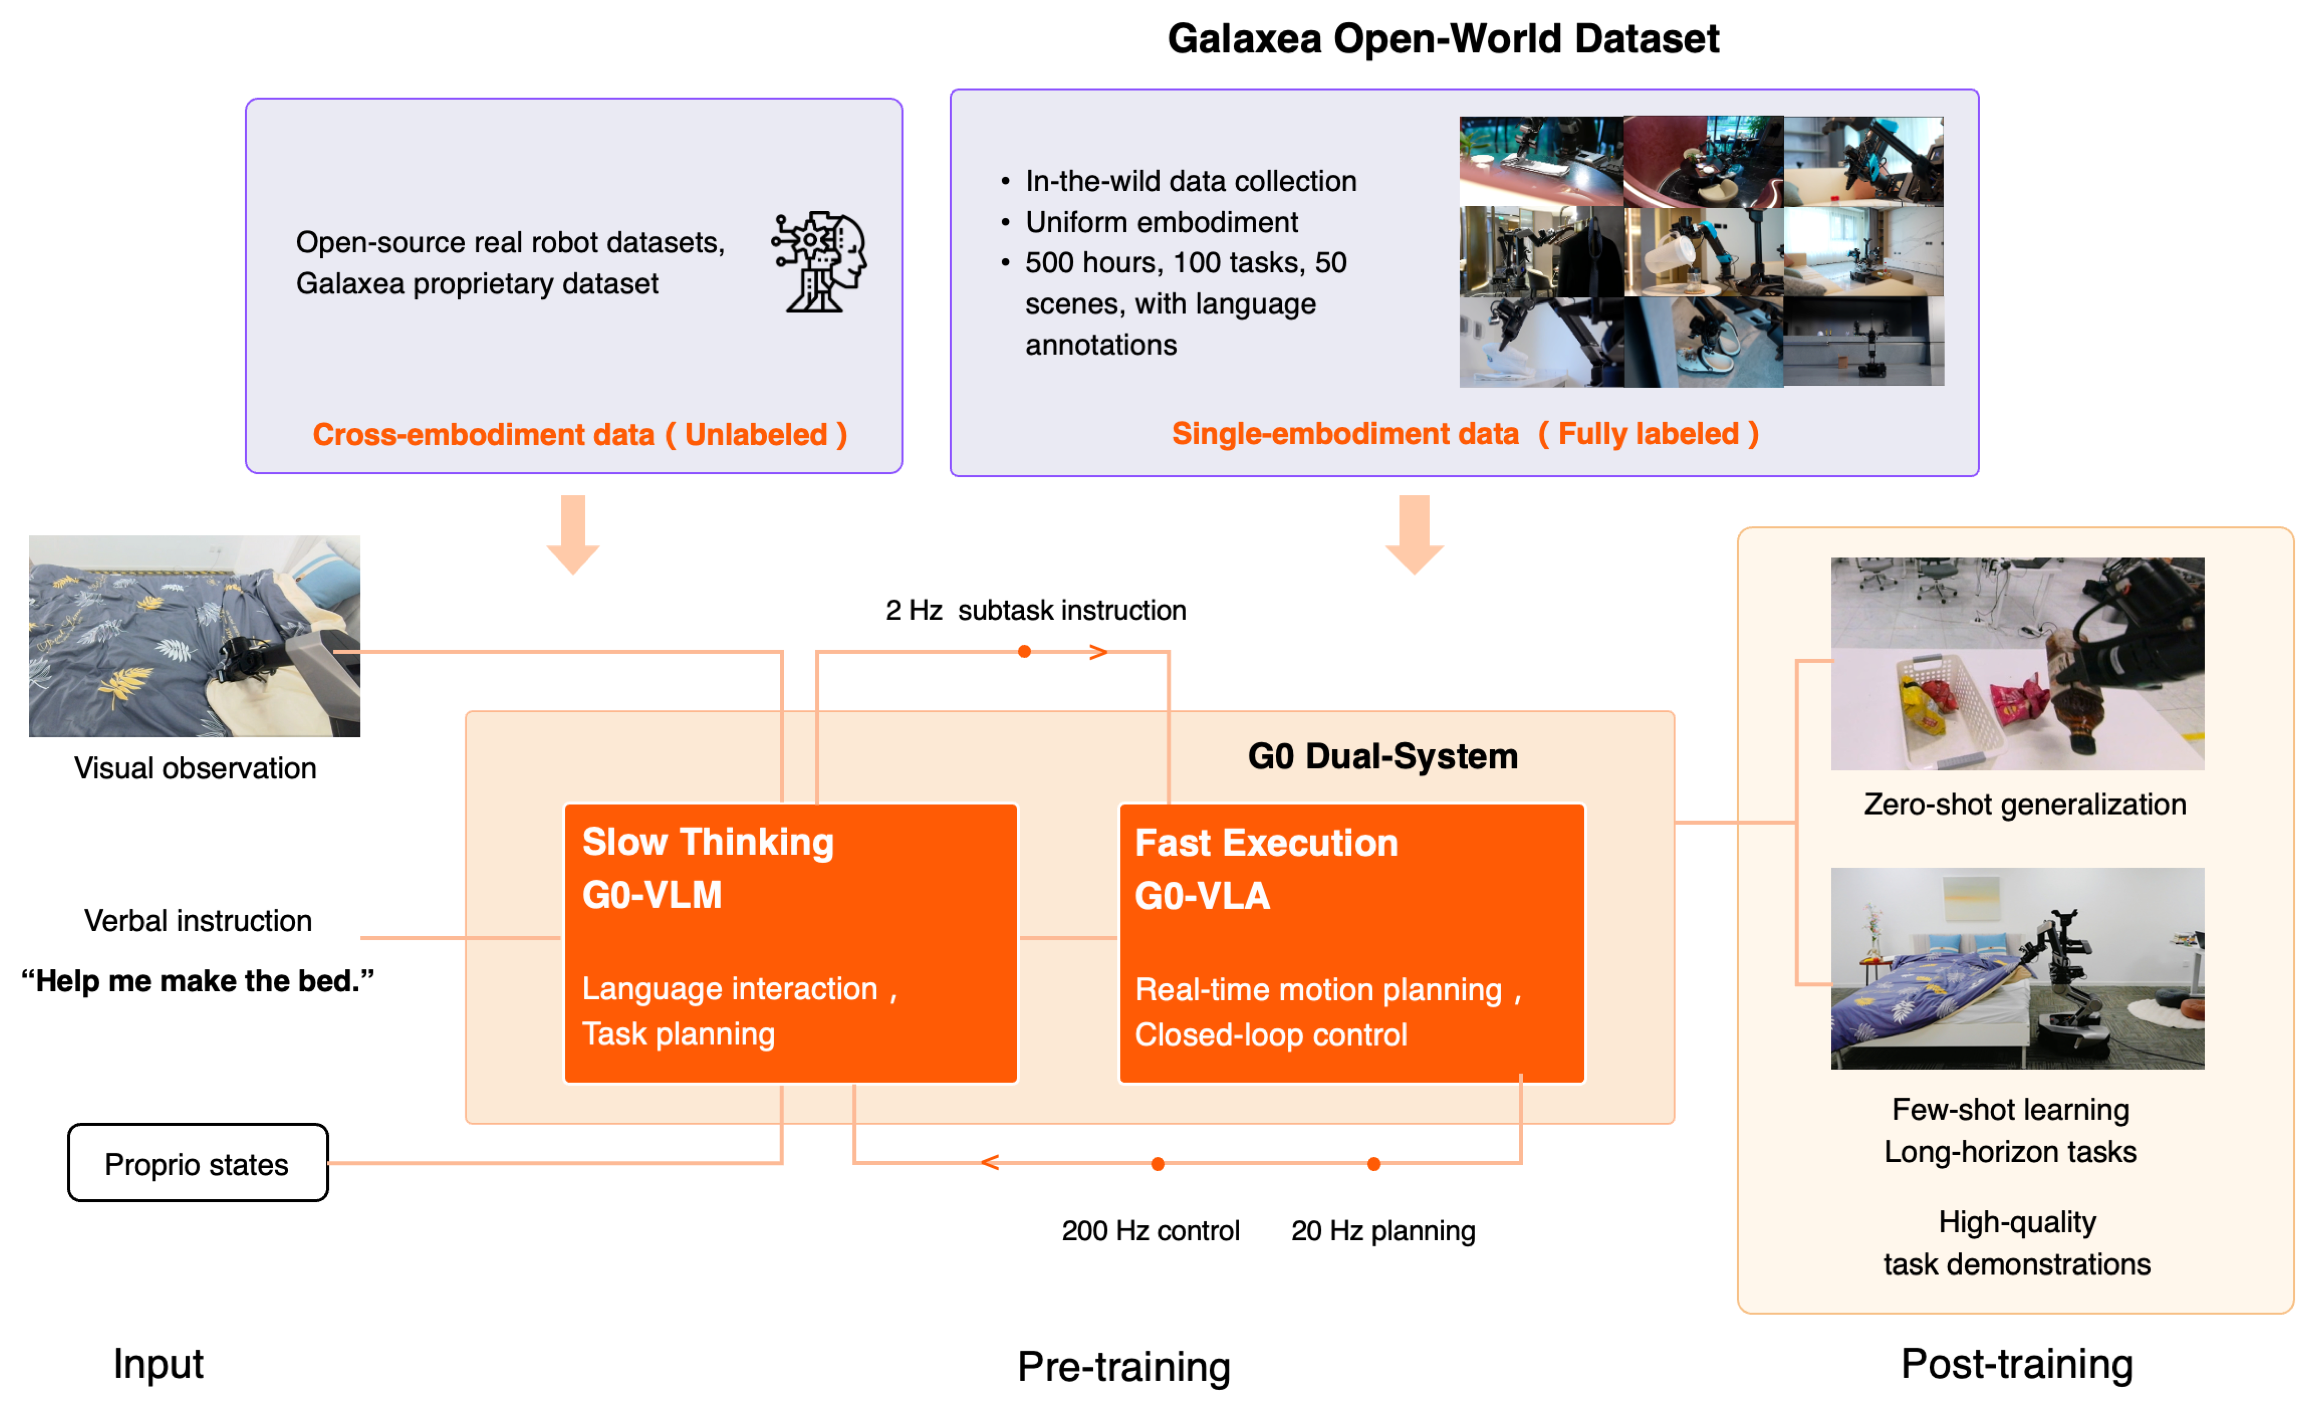 Galaxea Open-World Dataset
Open-source real robot datasets,
Galaxea proprietary dataset
Cross-embodiment data ( Unlabeled )
• In-the-wild data collection
• Uniform embodiment
• 500 hours, 100 tasks, 50
scenes, with language
annotations
Single-embodiment data ( Fully labeled )
Visual observation
Verbal instruction
“Help me make the bed.”
Proprio states
2 Hz subtask instruction
G0 Dual-System
Slow Thinking
G0-VLM
Language interaction ,
Task planning
Fast Execution
G0-VLA
Real-time motion planning ,
Closed-loop control
200 Hz control
20 Hz planning
Zero-shot generalization
Few-shot learning
Long-horizon tasks
High-quality
task demonstrations
Input
Pre-training
Post-training